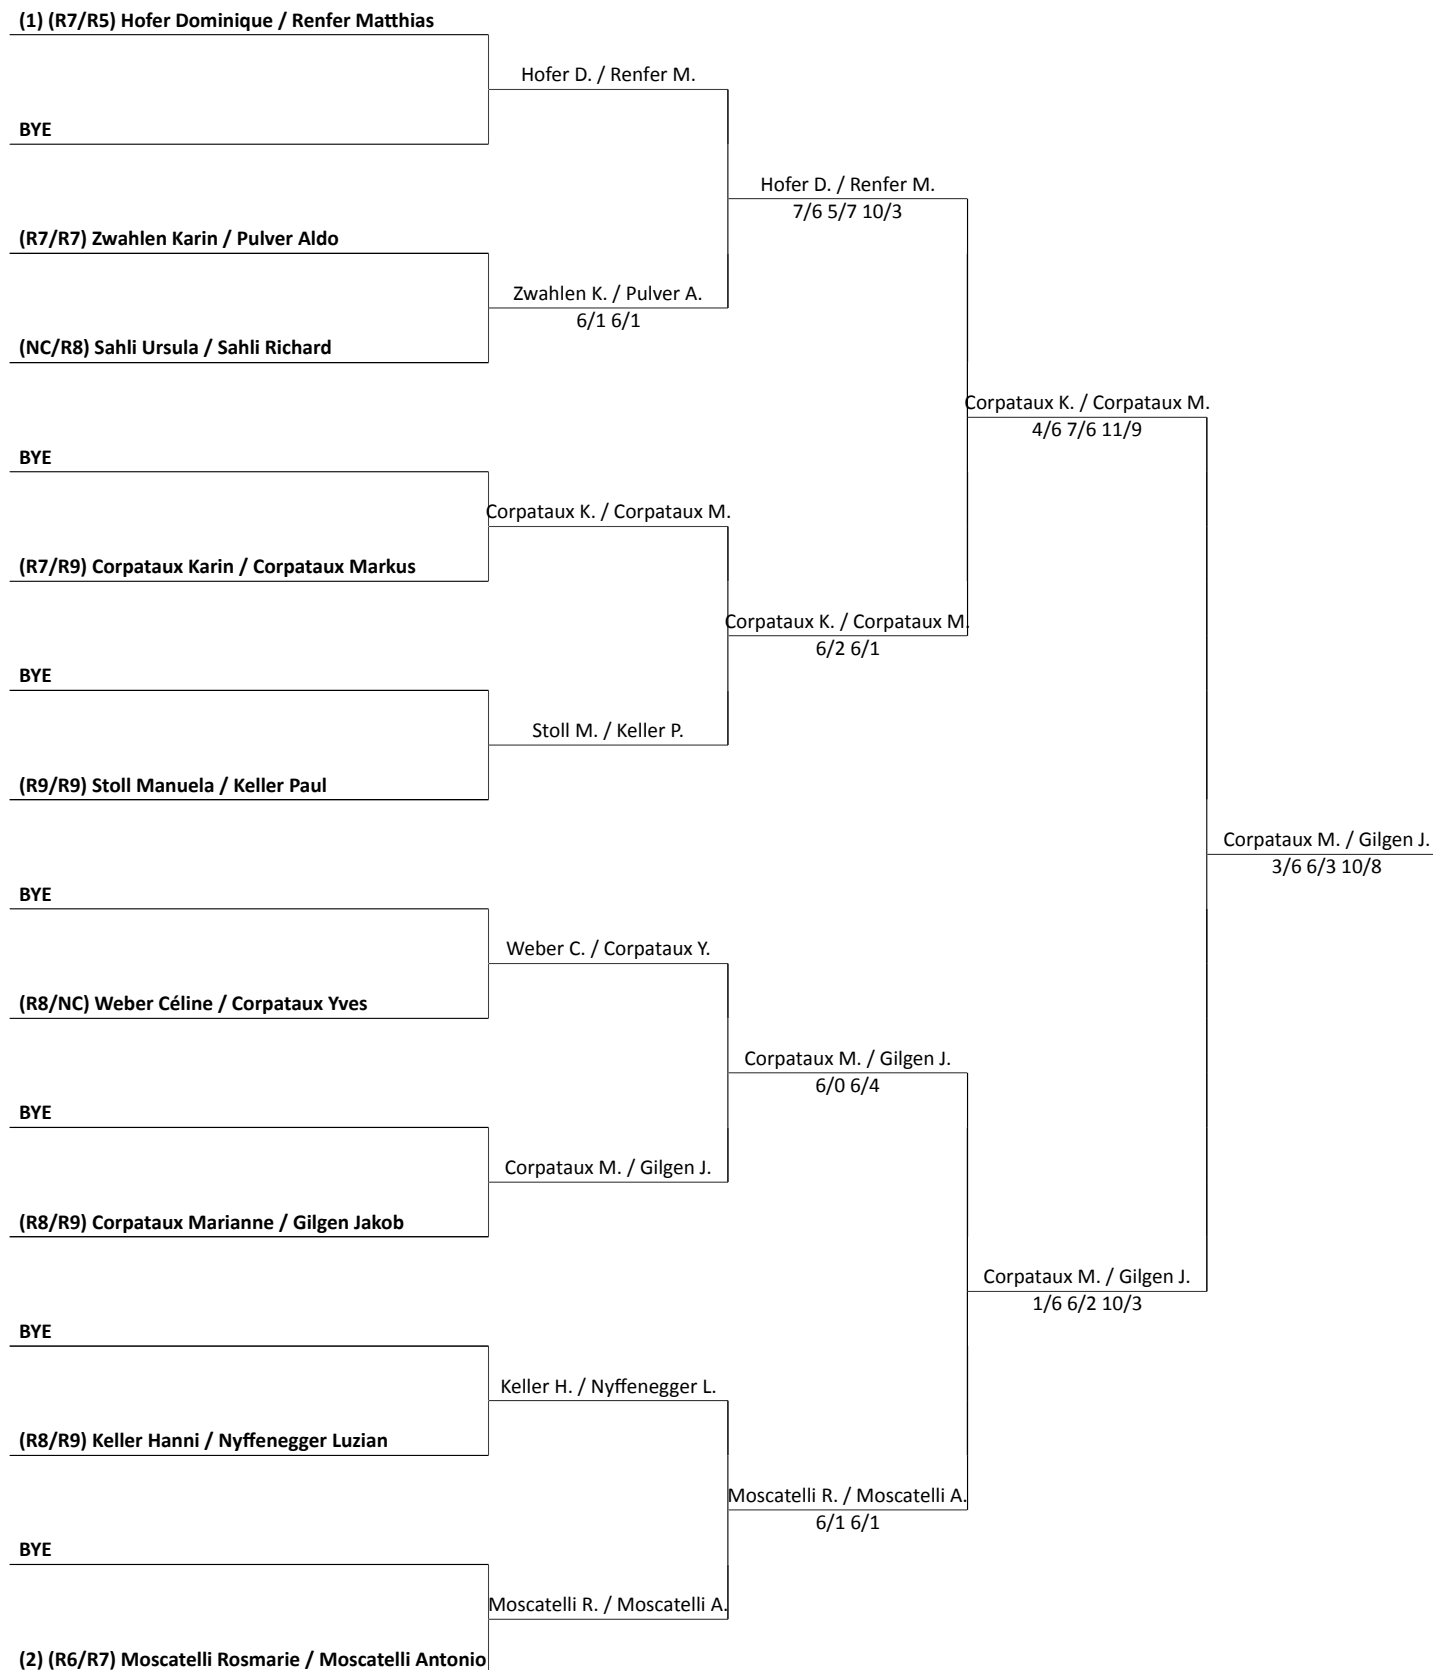 (1) (R7/R5) Hofer Dominique / Renfer Matthias
Hofer D. / Renfer M.
BYE
Hofer D. / Renfer M.
7/6 5/7 10/3
(R7/R7) Zwahlen Karin / Pulver Aldo
Zwahlen K. / Pulver A.
6/1 6/1
(NC/R8) Sahli Ursula / Sahli Richard
Corpataux K. / Corpataux M.
4/6 7/6 11/9
BYE
Corpataux K. / Corpataux M.
(R7/R9) Corpataux Karin / Corpataux Markus
Corpataux K. / Corpataux M.
6/2 6/1
BYE
Stoll M. / Keller P.
(R9/R9) Stoll Manuela / Keller Paul
Corpataux M. / Gilgen J.
3/6 6/3 10/8
BYE
Weber C. / Corpataux Y.
(R8/NC) Weber Céline / Corpataux Yves
Corpataux M. / Gilgen J.
6/0 6/4
BYE
Corpataux M. / Gilgen J.
(R8/R9) Corpataux Marianne / Gilgen Jakob
Corpataux M. / Gilgen J.
1/6 6/2 10/3
BYE
Keller H. / Nyffenegger L.
(R8/R9) Keller Hanni / Nyffenegger Luzian
Moscatelli R. / Moscatelli A.
6/1 6/1
BYE
Moscatelli R. / Moscatelli A.
(2) (R6/R7) Moscatelli Rosmarie / Moscatelli Antonio